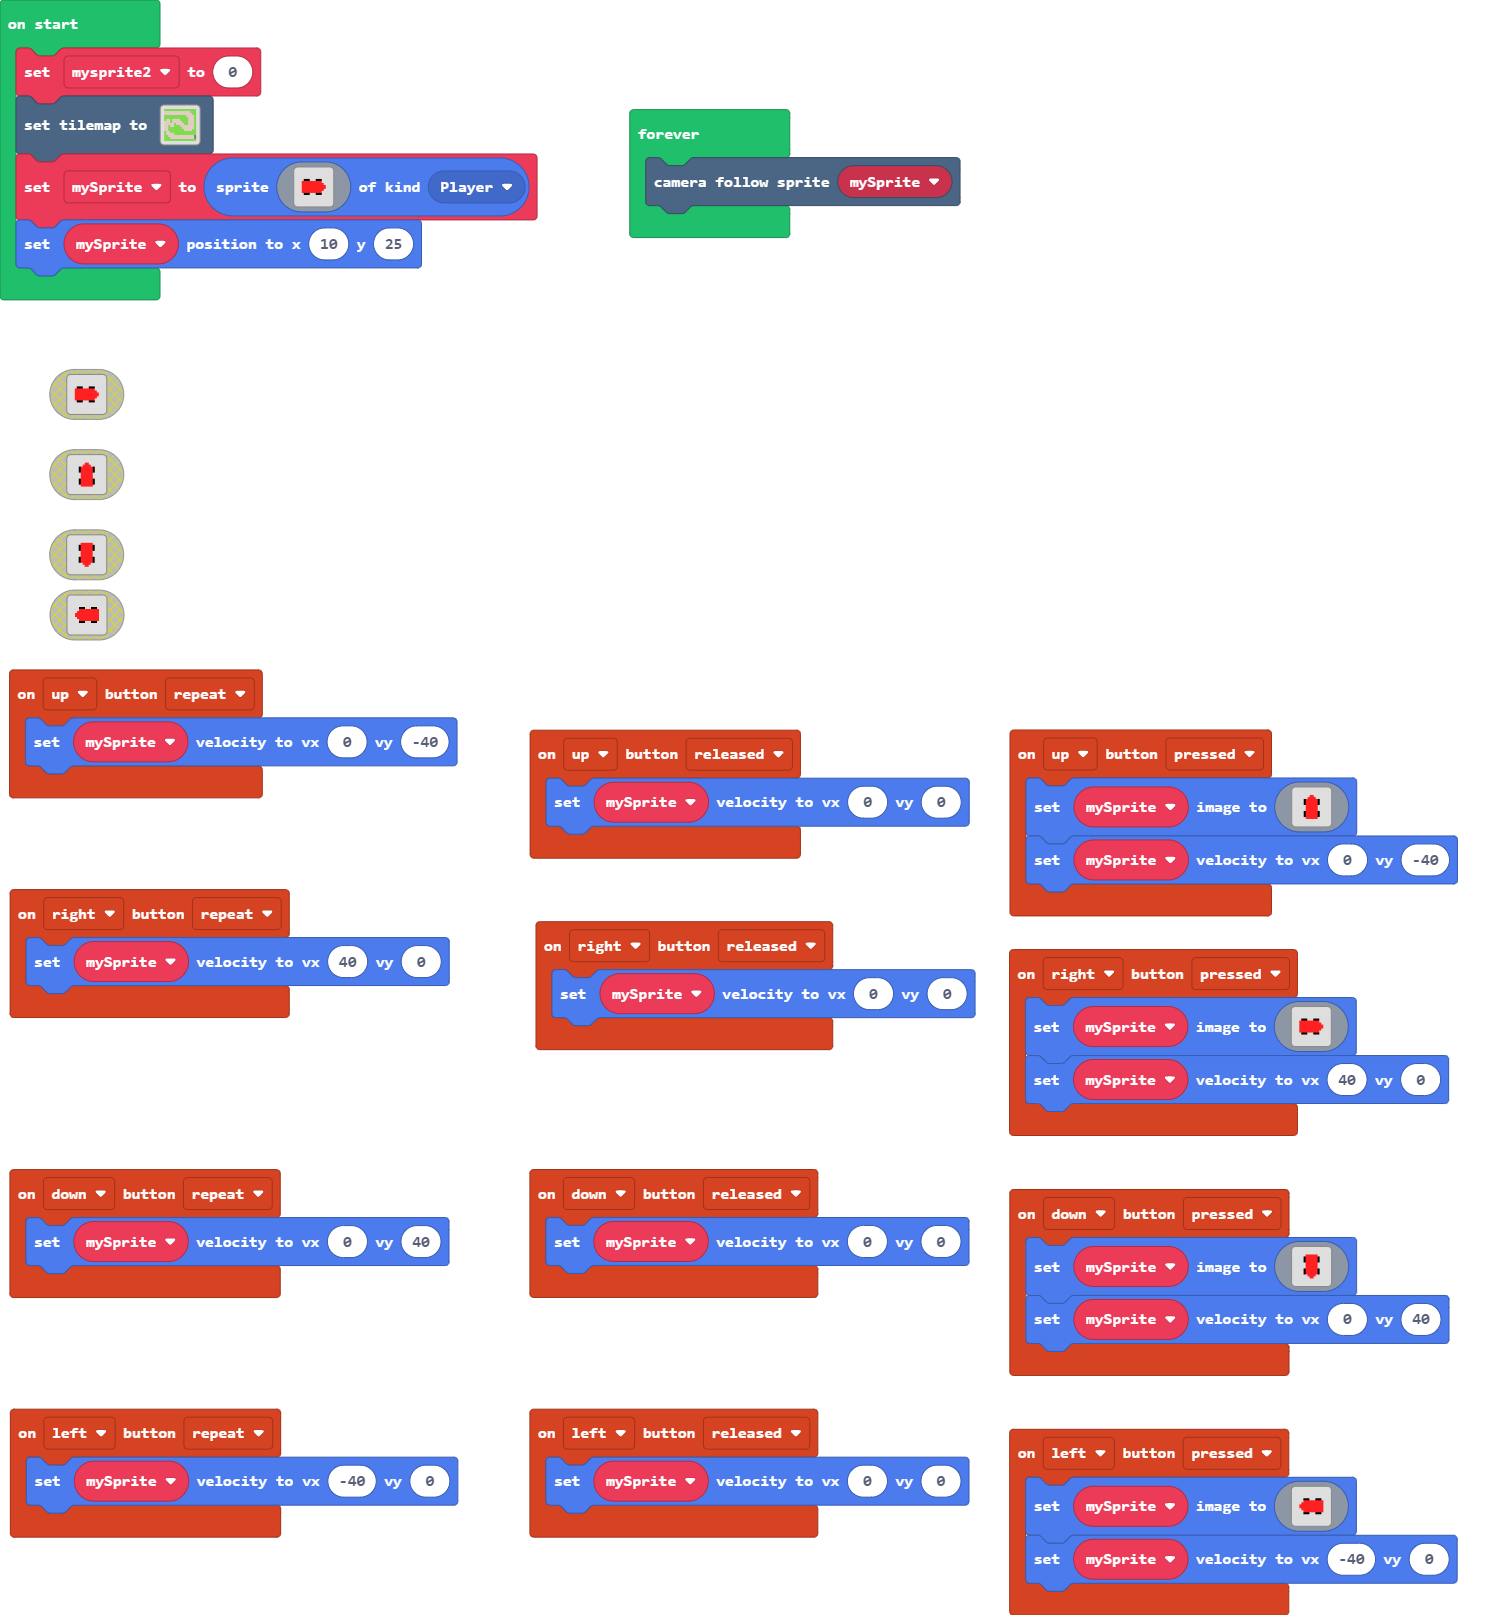 on start
set mysprite2 to 0
set tilemap to
set mySprite to sprite of kind Player
set mySprite position to x 10 y 25
forever
camera follow sprite mySprite
on up button repeat
set mySprite velocity to vx 0 vy -40
on up button released
set mySprite velocity to vx 0 vy 0
on up button pressed
set mySprite image to
set mySprite velocity to vx 0 vy -40
on right button repeat
set mySprite velocity to vx 40 vy 0
on right button released
set mySprite velocity to vx 0 vy 0
on right button pressed
set mySprite image to
set mySprite velocity to vx 40 vy 0
on down button repeat
set mySprite velocity to vx 0 vy 40
on down button released
set mySprite velocity to vx 0 vy 0
on down button pressed
set mySprite image to
set mySprite velocity to vx 0 vy 40
on left button repeat
set mySprite velocity to vx -40 vy 0
on left button released
set mySprite velocity to vx 0 vy 0
on left button pressed
set mySprite image to
set mySprite velocity to vx -40 vy 0